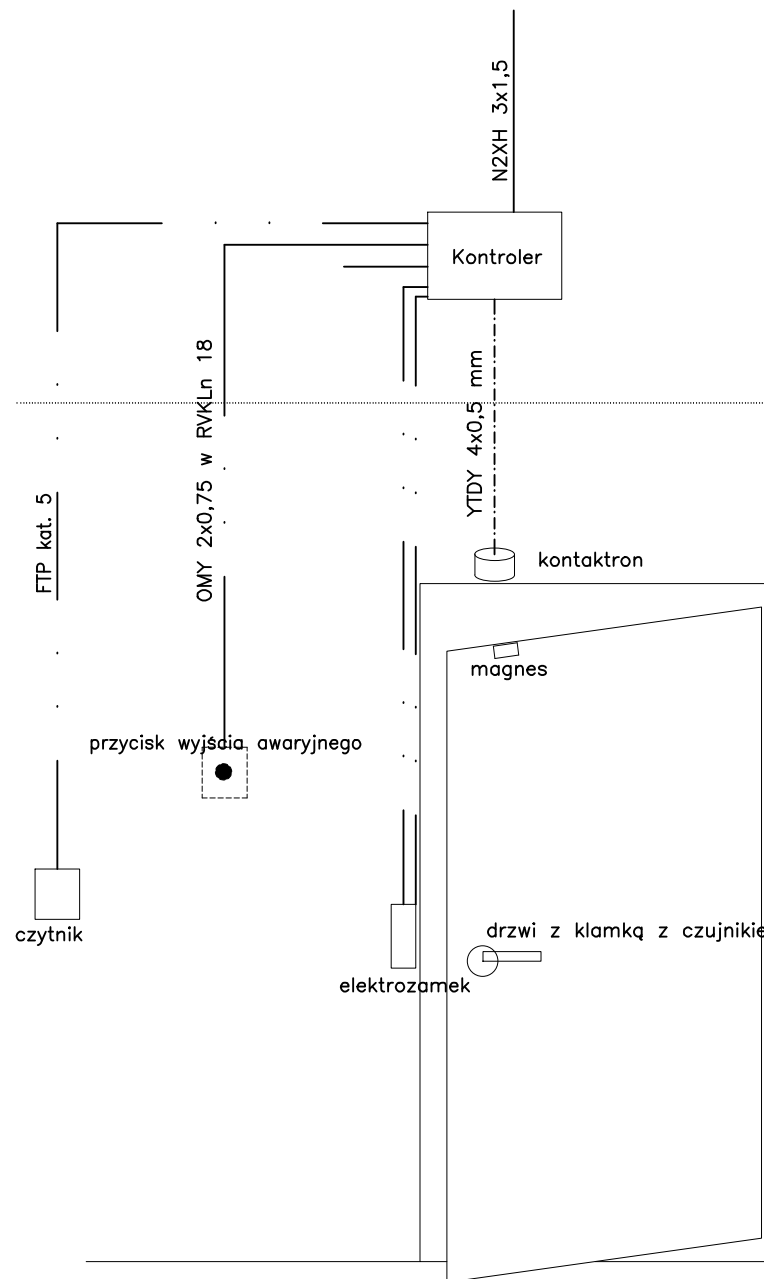 N2XH 3x1,5
Kontroler
OMY 2x0,75 w RVKLn 18
YTDY 4x0,5 mm
FTP kat. 5
kontaktron
magnes
przycisk wyjścia awaryjnego
czytnik
drzwi z klamką z czujnikie
elektrozamek